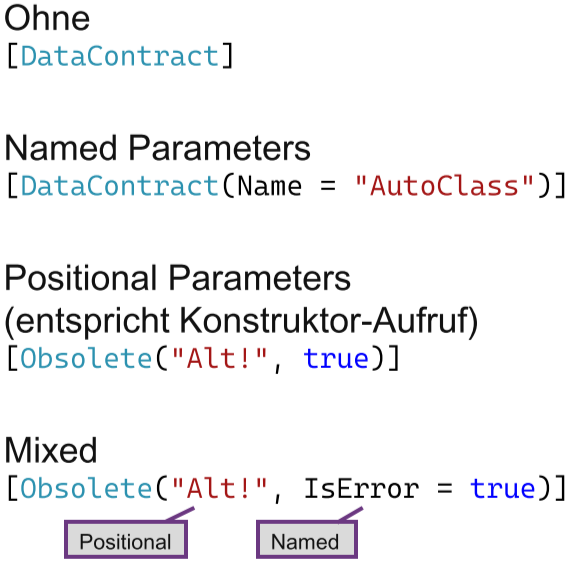 Ohne
[DataContract]
Named Parameters
[DataContract(Name = "AutoClass")]
Positional Parameters
(entspricht Konstruktor-Aufruf)
[Obsolete("Alt!", true)]
Mixed
[Obsolete("Alt!", IsError = true)]
Positional
Named